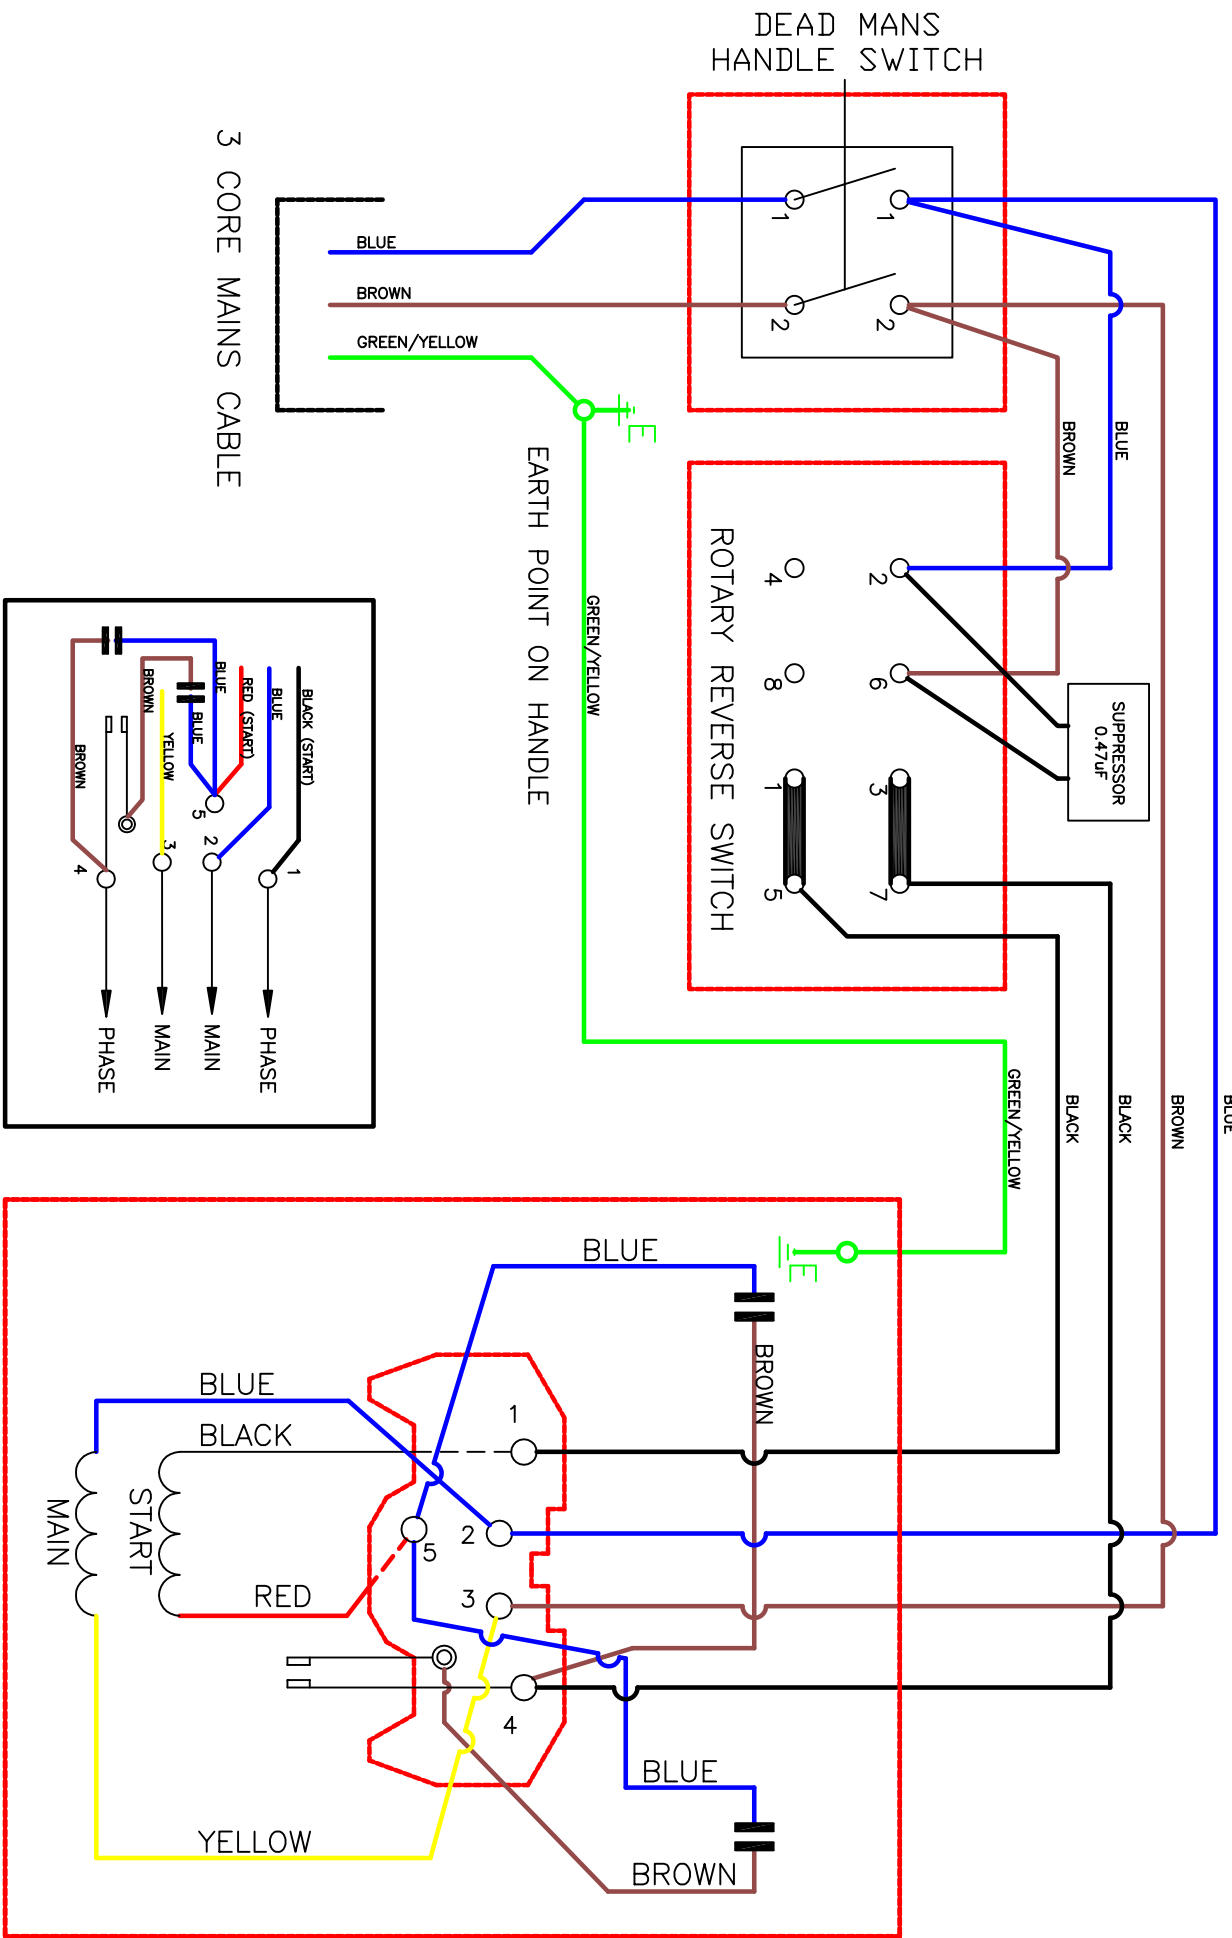 DEAD MANS
HANDLE SWITCH
1
1
2
2
3 CORE MAINS CABLE
BLUE
BROWN
GREEN/YELLOW
E
EARTH POINT ON HANDLE
GREEN/YELLOW
BROWN
BLUE
ROTARY REVERSE SWITCH
4
2
8
6
1
3
5
7
SUPPRESSOR
0.47uF
BLACK (START)
BLUE
RED (START)
BLUE
BLUE
BROWN
YELLOW
BROWN
5
1
2
3
4
PHASE
MAIN
MAIN
PHASE
GREEN/YELLOW
BLACK
BLACK
BROWN
BLUE
E
BLUE
BROWN
BLUE
BLACK
1
MAIN
START
2
5
3
RED
4
BLUE
YELLOW
BROWN